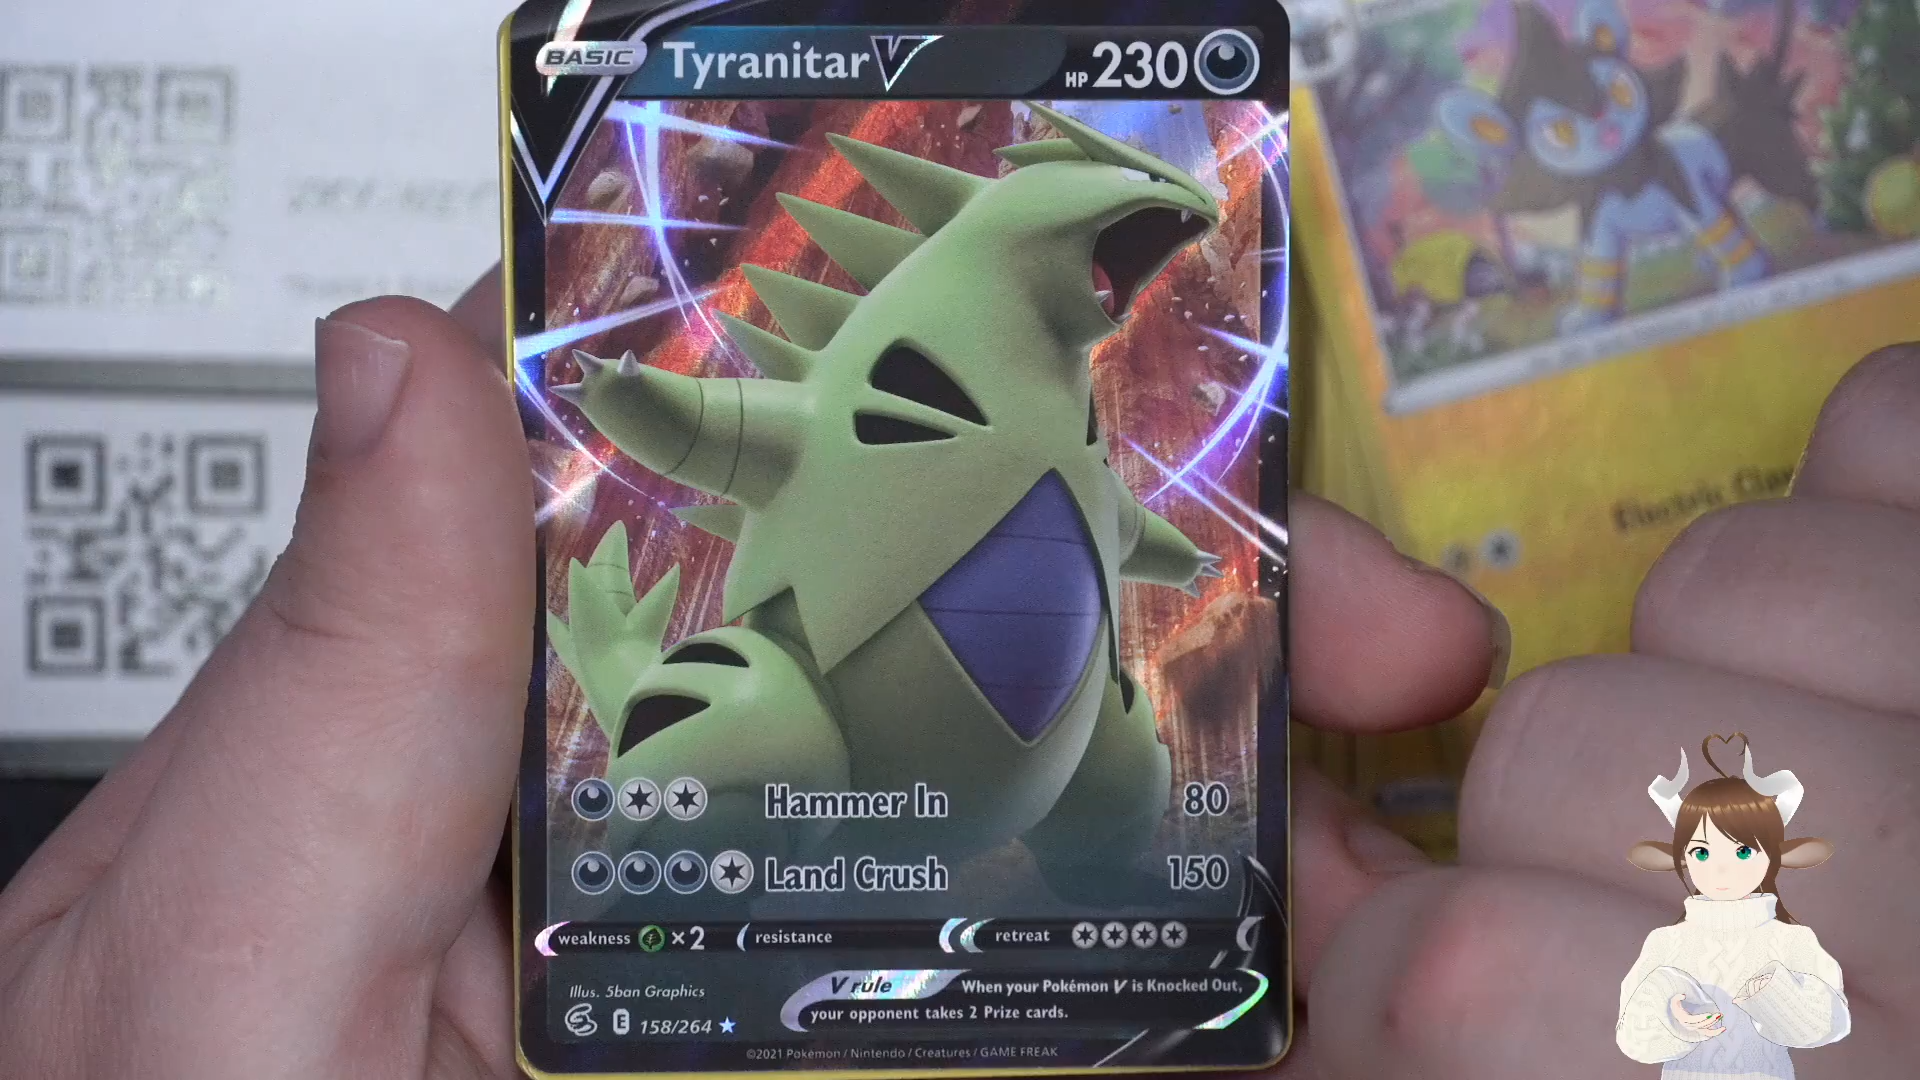 BASIC Tyranitar V HP 230
Hammer In 80
Land Crush 150
weakness ×2 resistance retreat
Illus. 5ban Graphics
V rule When your Pokémon V is Knocked Out,
your opponent takes 2 Prize cards.
E 158/264
©2021 Pokémon / Nintendo / Creatures / GAME FREAK
Electric Claw